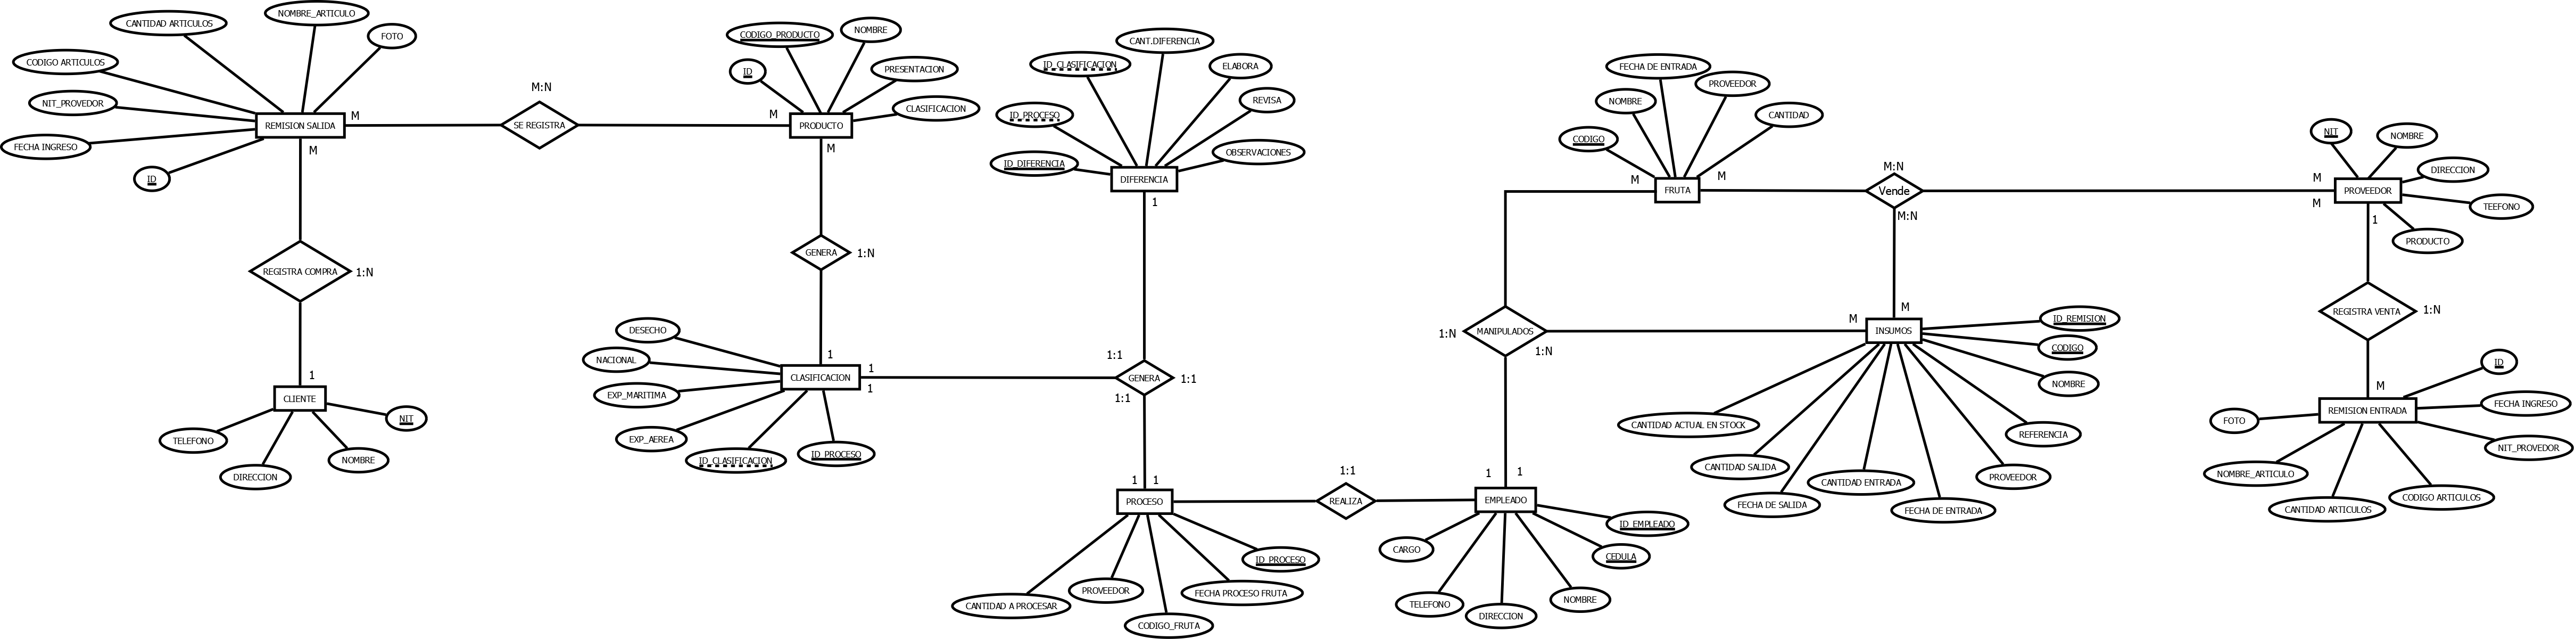 CANTIDAD ARTICULOS
NOMBRE_ARTICULO
FOTO
CODIGO ARTICULOS
NIT_PROVEDOR
FECHA INGRESO
ID
REMISION SALIDA
M
M
M:N
SE REGISTRA
M
CODIGO_PRODUCTO
NOMBRE
ID
PRESENTACION
CLASIFICACION
PRODUCTO
M
REGISTRA COMPRA
1:N
1
CLIENTE
NIT
TELEFONO
DIRECCION
NOMBRE
GENERA
1:N
1
DESECHO
NACIONAL
EXP_MARITIMA
EXP_AEREA
ID_CLASIFICACION
ID_PROCESO
CLASIFICACION
1
1
CANT.DIFERENCIA
ID_CLASIFICACION
ELABORA
REVISA
ID_PROCESO
OBSERVACIONES
ID_DIFERENCIA
DIFERENCIA
1
1:1
GENERA
1:1
1:1
1
1
PROCESO
ID_PROCESO
CANTIDAD A PROCESAR
PROVEEDOR
FECHA PROCESO FRUTA
CODIGO_FRUTA
1:1
REALIZA
1
1
EMPLEADO
ID_EMPLEADO
CARGO
CEDULA
TELEFONO
DIRECCION
NOMBRE
FECHA DE ENTRADA
PROVEEDOR
NOMBRE
CANTIDAD
CODIGO
FRUTA
M
M
M:N
Vende
M:N
1:N
MANIPULADOS
1:N
M
M
INSUMOS
ID_REMISION
CODIGO
NOMBRE
CANTIDAD ACTUAL EN STOCK
REFERENCIA
CANTIDAD SALIDA
CANTIDAD ENTRADA
PROVEEDOR
FECHA DE SALIDA
FECHA DE ENTRADA
NIT
NOMBRE
DIRECCION
M
PROVEEDOR
M
TEEFONO
1
PRODUCTO
REGISTRA VENTA
1:N
M
ID
REMISION ENTRADA
FECHA INGRESO
FOTO
NIT_PROVEDOR
NOMBRE_ARTICULO
CODIGO ARTICULOS
CANTIDAD ARTICULOS